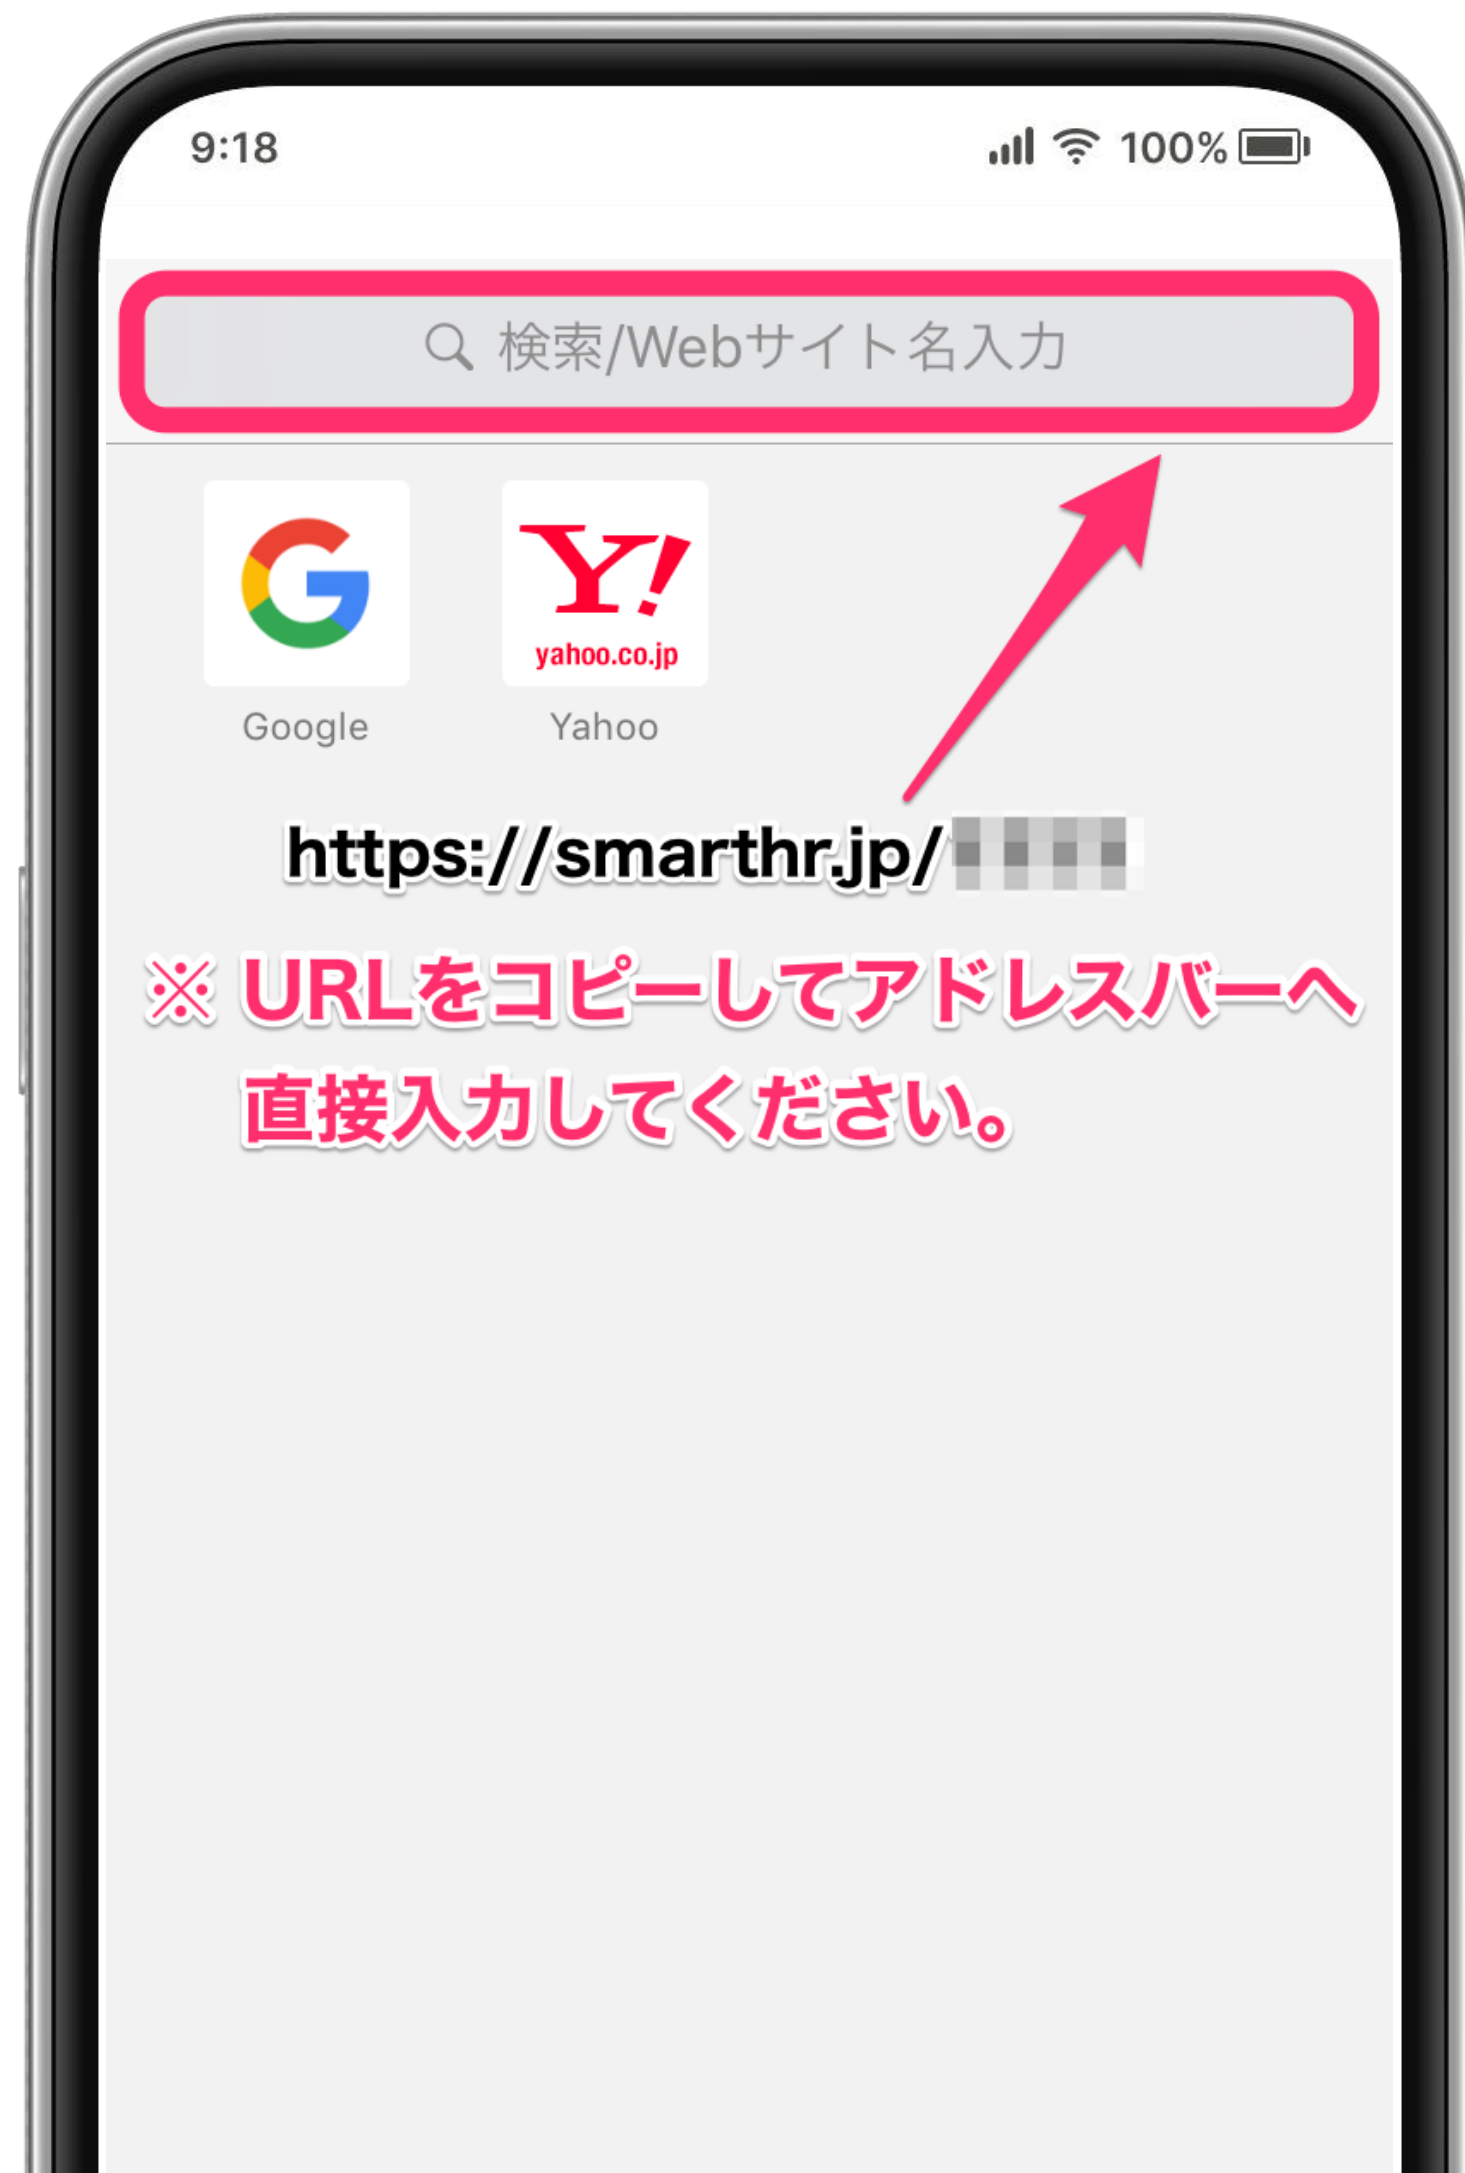 9:18
100%
検索/Webサイト名入力
Y!
yahoo.co.jp
Google
Yahoo
https://smarthr.jp/
※ URLをコピーしてアドレスバーへ
直接入力してください。